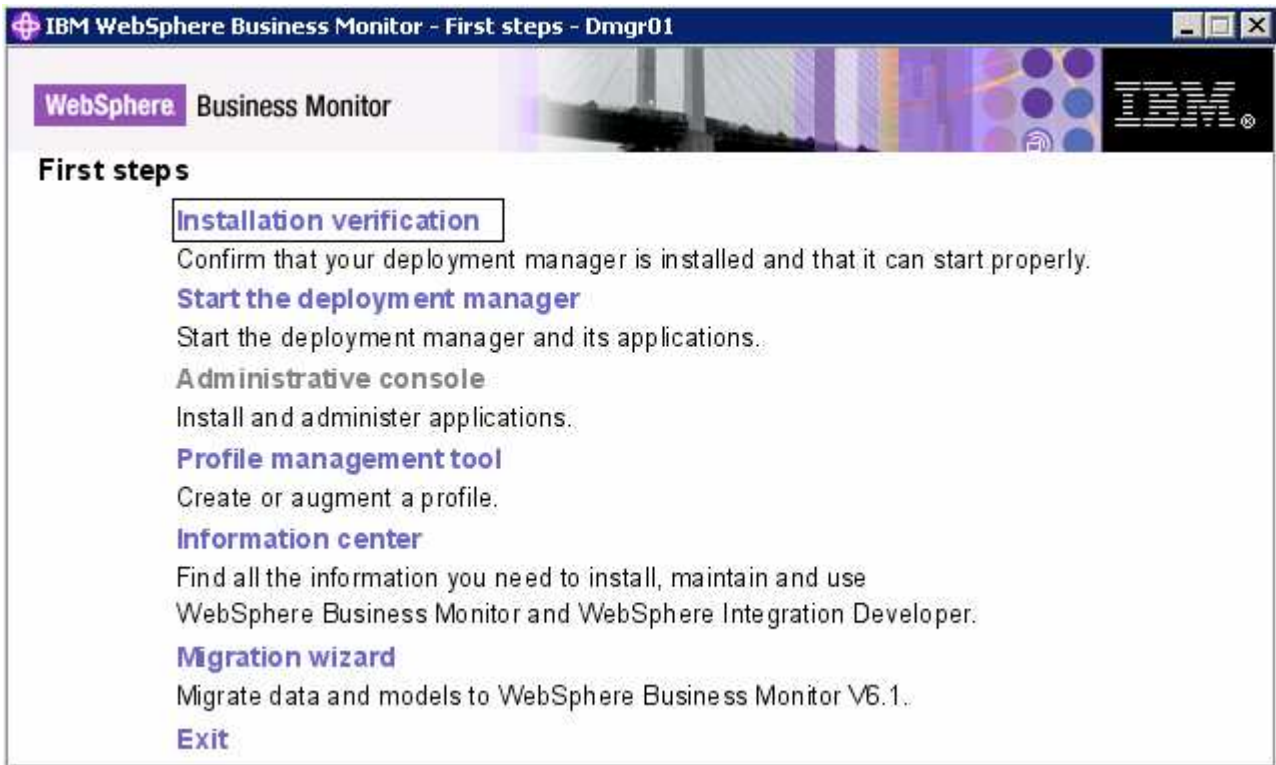 IBM WebSphere Business Monitor - First steps - Dmgr01
WebSphere. Business Monitor
IBM®
First steps
Installation verification
Confirm that your deployment manager is installed and that it can start properly.
Start the deployment manager
Start the deployment manager and its applications.
Administrative console
Install and administer applications.
Profile management tool
Create or augment a profile.
Information center
Find all the information you need to install, maintain and use
WebSphere Business Monitor and WebSphere Integration Developer.
Migration wizard
Migrate data and models to WebSphere Business Monitor V6.1.
Exit